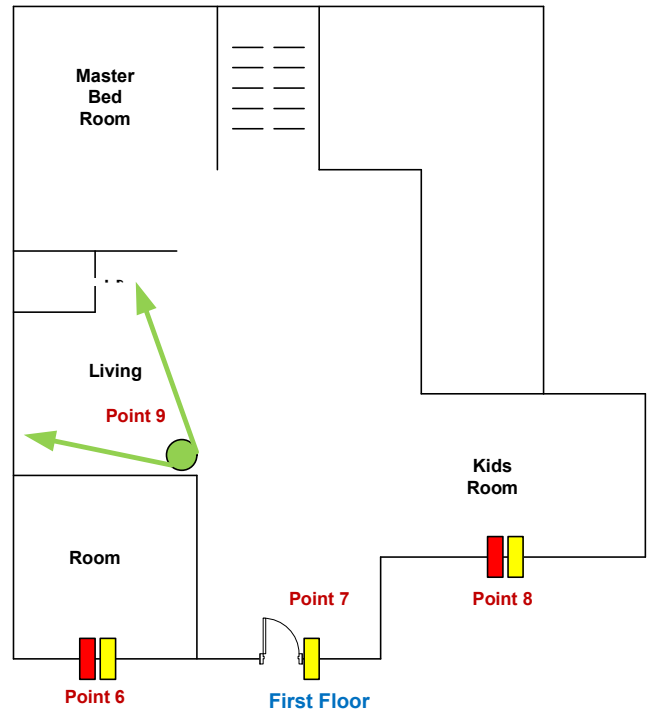 Master
Bed
Room
Living
Point 9
Kids
Room
Room
Point 7
Point 8
Point 6
First Floor